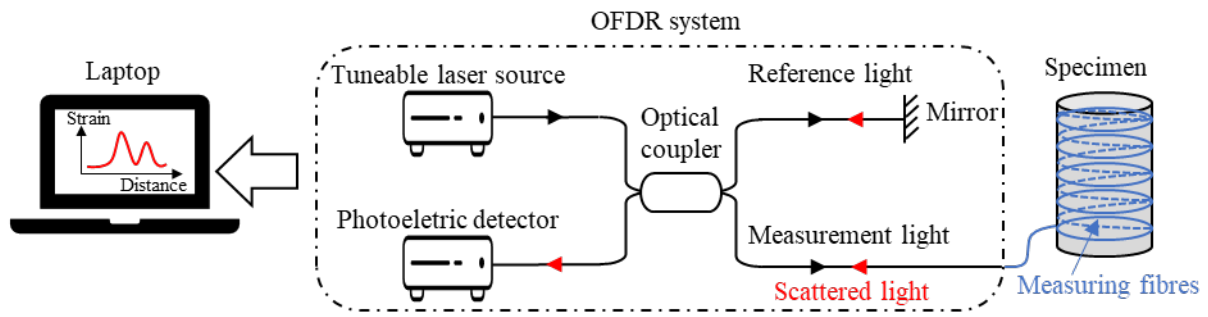 OFDR system
Laptop
Strain
Distance
Tuneable laser source
Photoeletric detector
Optical
coupler
Reference light
Mirror
Measurement light
Scattered light
Specimen
Measuring fibres